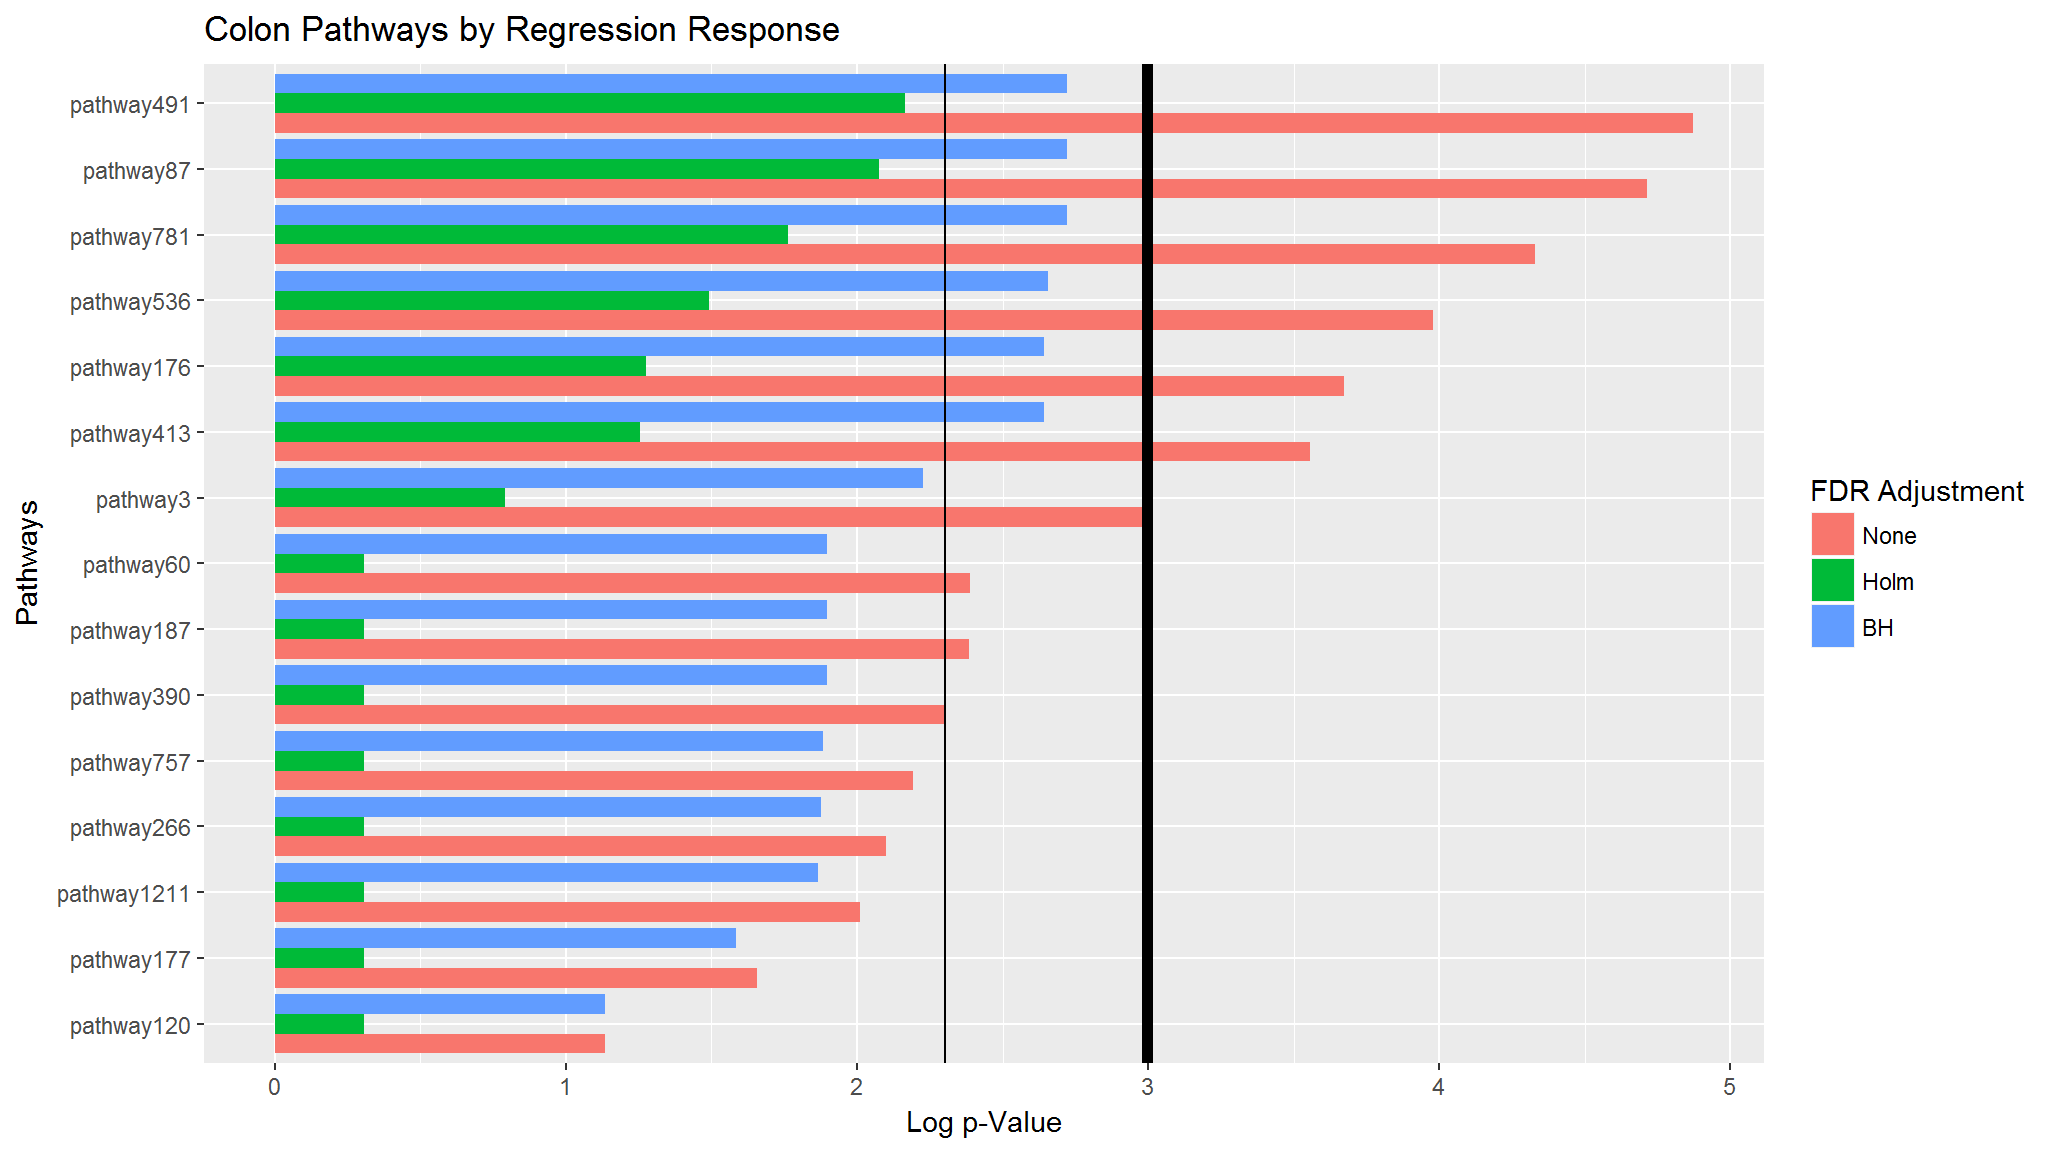 Colon Pathways by Regression Response
Pathways
pathway491
pathway87
pathway781
pathway536
pathway176
pathway413
pathway3
pathway60
pathway187
pathway390
pathway757
pathway266
pathway1211
pathway177
pathway120
0 1 2 3 4 5
Log p-Value
FDR Adjustment
None
Holm
BH